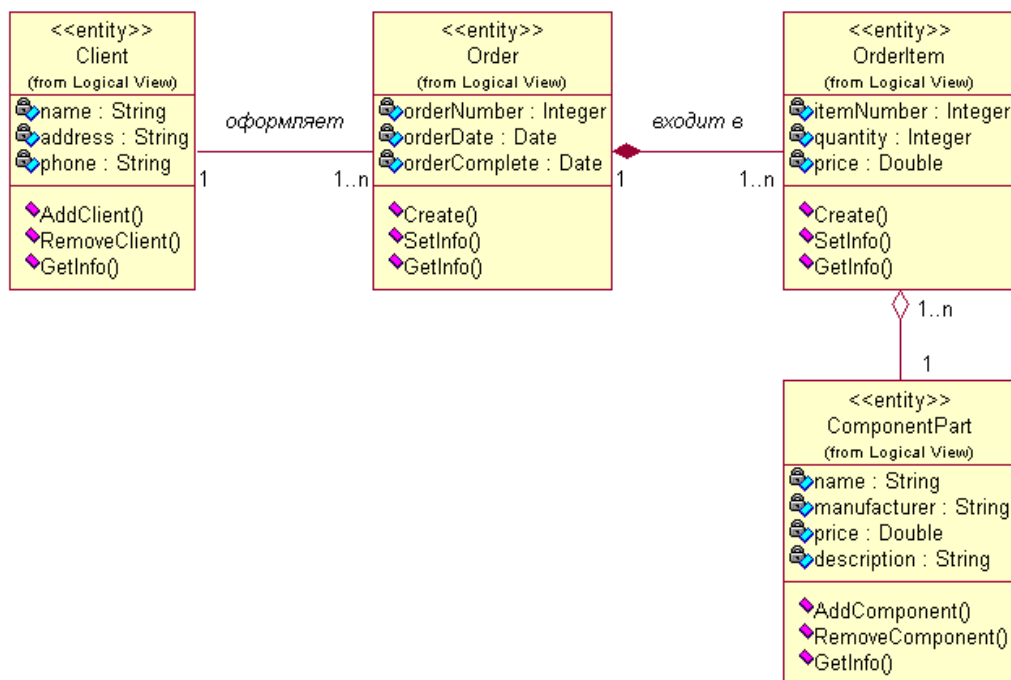 <<entity>>
Client
(from Logical View)
name : String
address : String
phone : String
AddClient()
RemoveClient()
GetInfo()
оформляет
1
1..n
<<entity>>
Order
(from Logical View)
orderNumber : Integer
orderDate : Date
orderComplete : Date
Create()
SetInfo()
GetInfo()
входит в
1
1..n
<<entity>>
OrderItem
(from Logical View)
itemNumber : Integer
quantity : Integer
price : Double
Create()
SetInfo()
GetInfo()
1..n
1
<<entity>>
ComponentPart
(from Logical View)
name : String
manufacturer : String
price : Double
description : String
AddComponent()
RemoveComponent()
GetInfo()